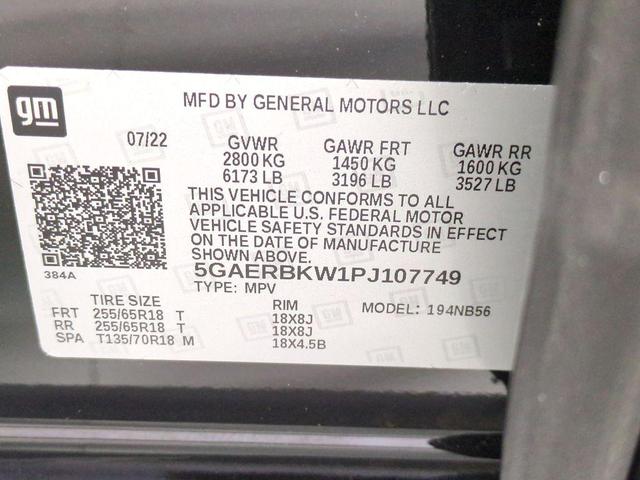 gm
MFD BY GENERAL MOTORS LLC
07/22
GVWR GAWR FRT GAWR RR
2800 KG 1450 KG 1600 KG
6173 LB 3196 LB 3527 LB
THIS VEHICLE CONFORMS TO ALL
APPLICABLE U.S. FEDERAL MOTOR
VEHICLE SAFETY STANDARDS IN EFFECT
ON THE DATE OF MANUFACTURE
SHOWN ABOVE.
384A
5GAERBKW1PJ107749
TYPE: MPV
TIRE SIZE RIM MODEL: 194NB56
FRT 255/65R18 T 18X8J
RR 255/65R18 T 18X8J
SPA T135/70R18 M 18X4.5B